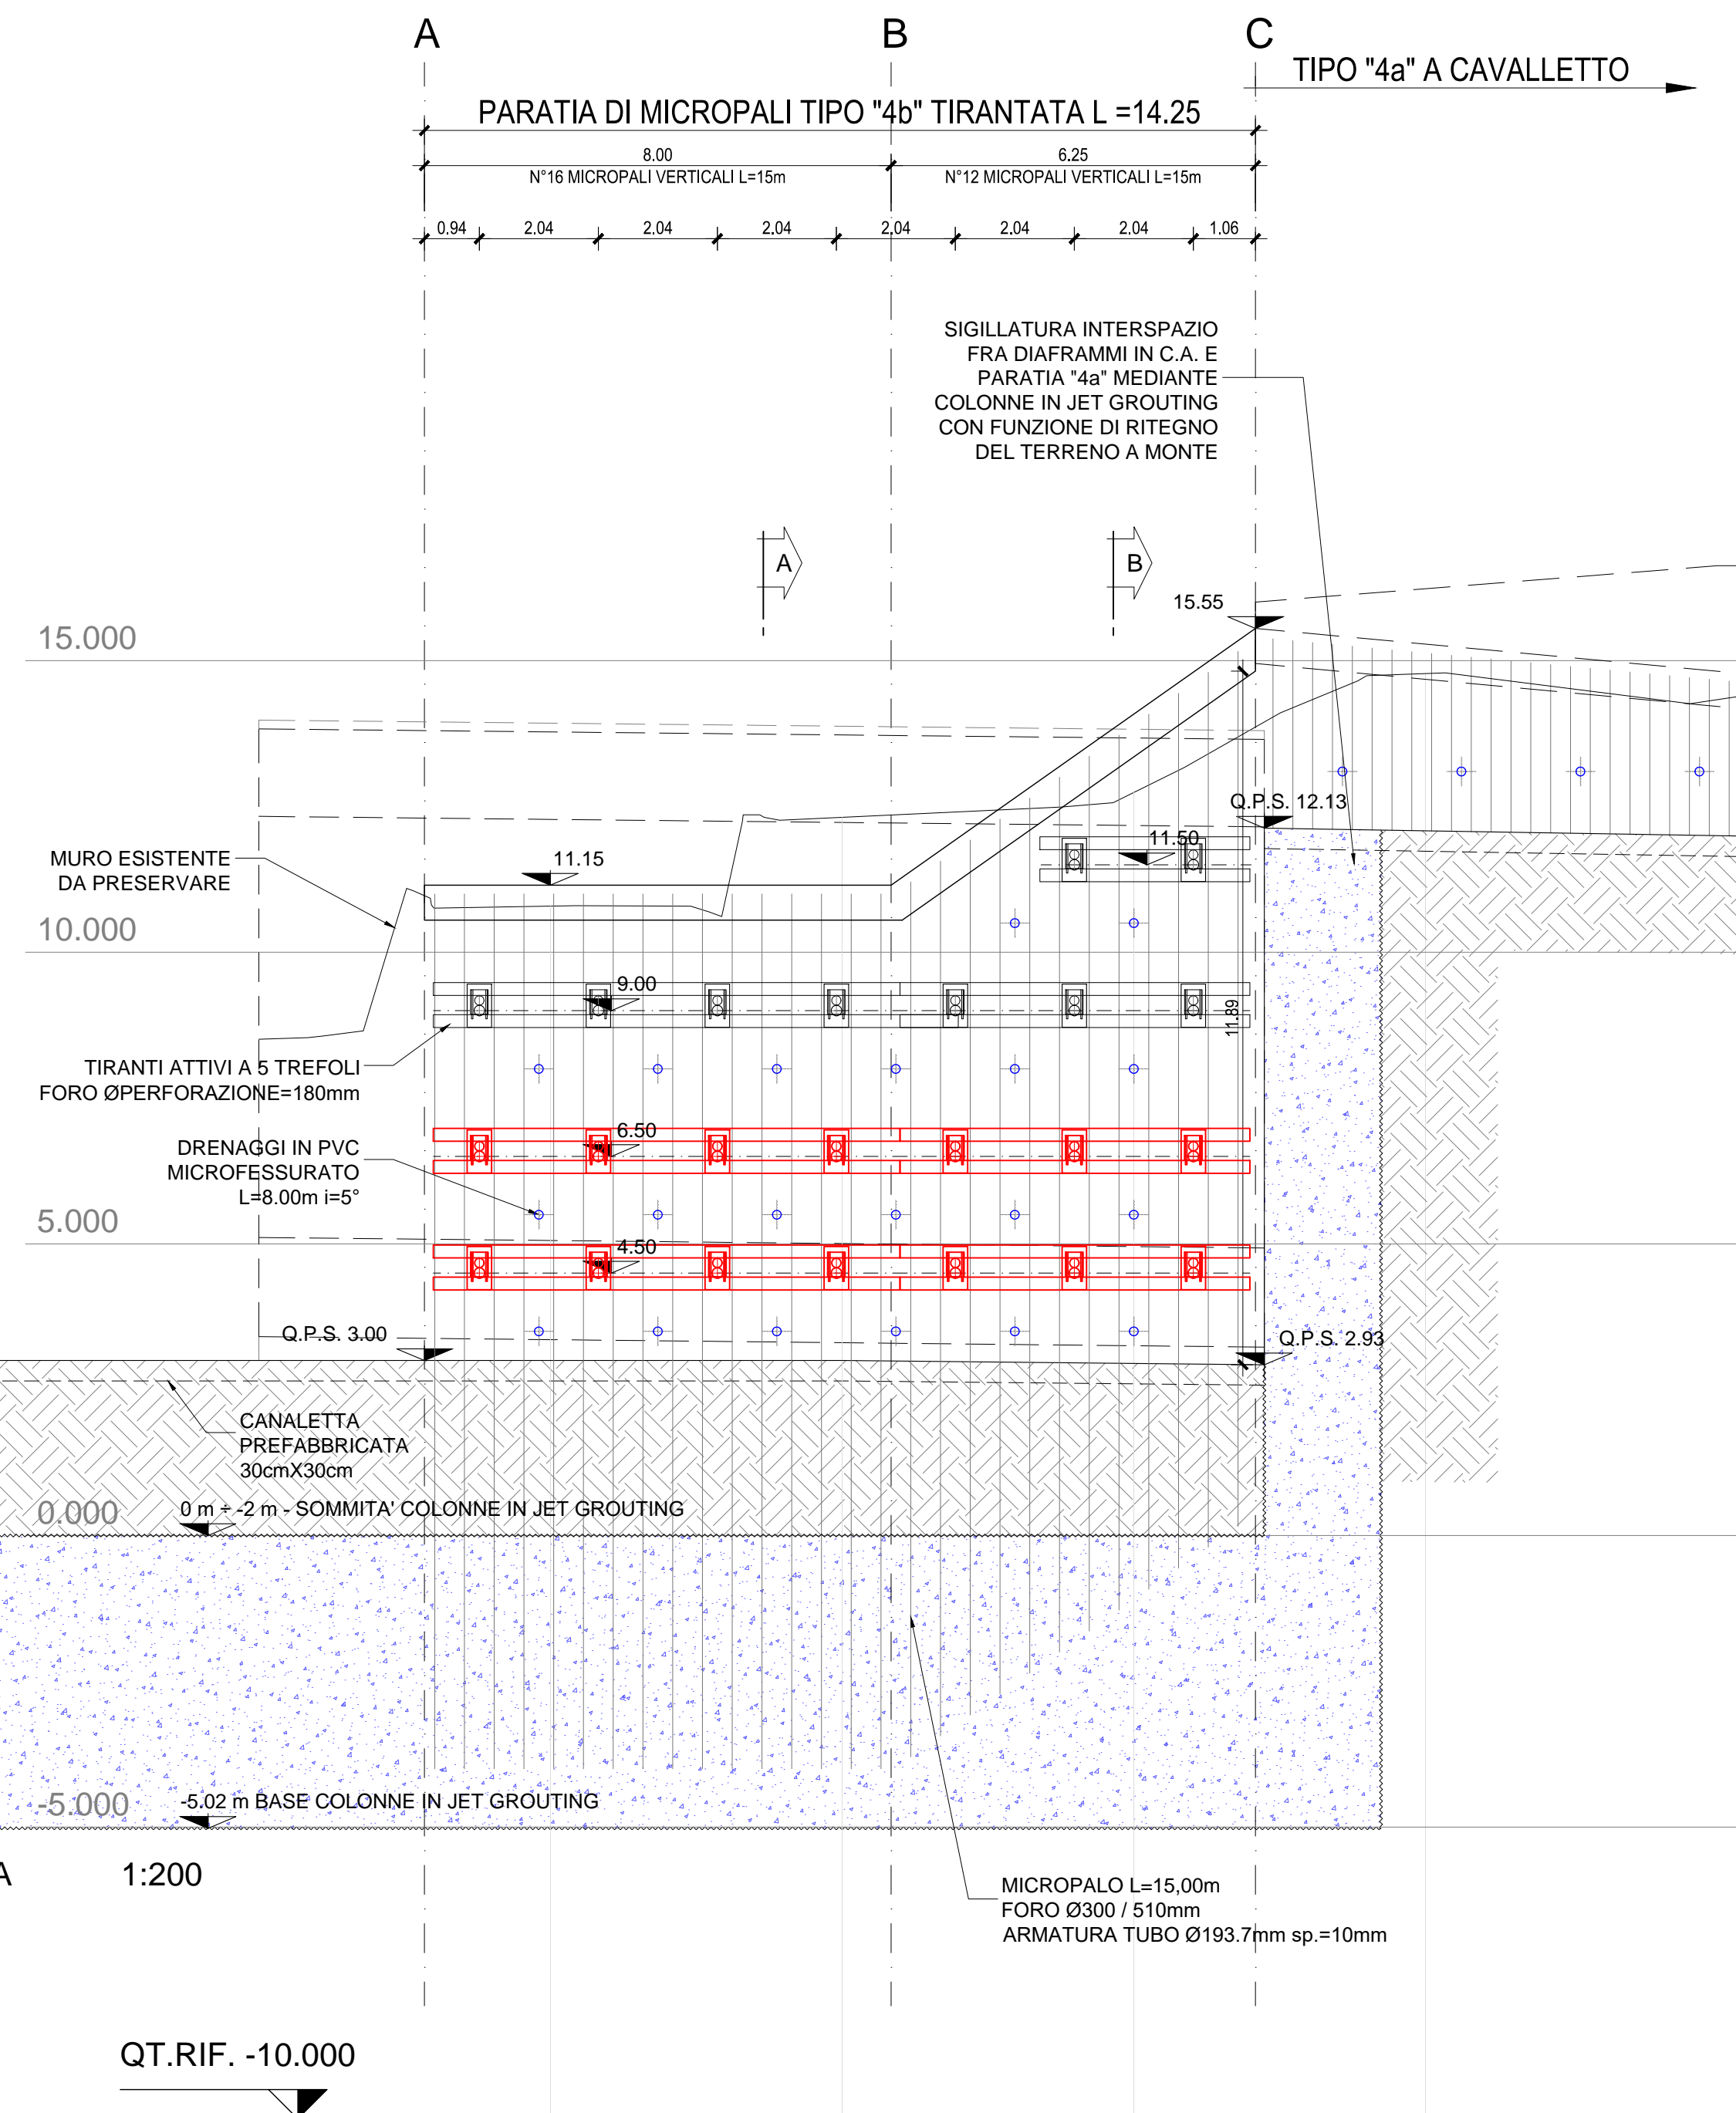 A
B
C
TIPO "4a" A CAVALLETTO
PARATIA DI MICROPALI TIPO "4b" TIRANTATA L =14.25
8.00
6.25
N°16 MICROPALI VERTICALI L=15m
N°12 MICROPALI VERTICALI L=15m
0.94
2.04
2.04
2.04
2.04
2.04
2.04
1.06
SIGILLATURA INTERSPAZIO
FRA DIAFRAMMI IN C.A. E
PARATIA "4a" MEDIANTE
COLONNE IN JET GROUTING
CON FUNZIONE DI RITEGNO
DEL TERRENO A MONTE
A
B
15.55
15.000
Q.P.S. 12.13
11.50
11.15
MURO ESISTENTE
DA PRESERVARE
10.000
9.00
11.89
TIRANTI ATTIVI A 5 TREFOLI
FORO ØPERFORAZIONE=180mm
6.50
DRENAGGI IN PVC
MICROFESSURATO
L=8.00m i=5°
5.000
4.50
Q.P.S. 3.00
Q.P.S. 2.93
CANALETTA
PREFABBRICATA
30cmX30cm
0.000
0 m ÷ -2 m - SOMMITA' COLONNE IN JET GROUTING
-5.000
-5.02 m BASE COLONNE IN JET GROUTING
A
1:200
MICROPALO L=15,00m
FORO Ø300 / 510mm
ARMATURA TUBO Ø193.7mm sp.=10mm
QT.RIF. -10.000